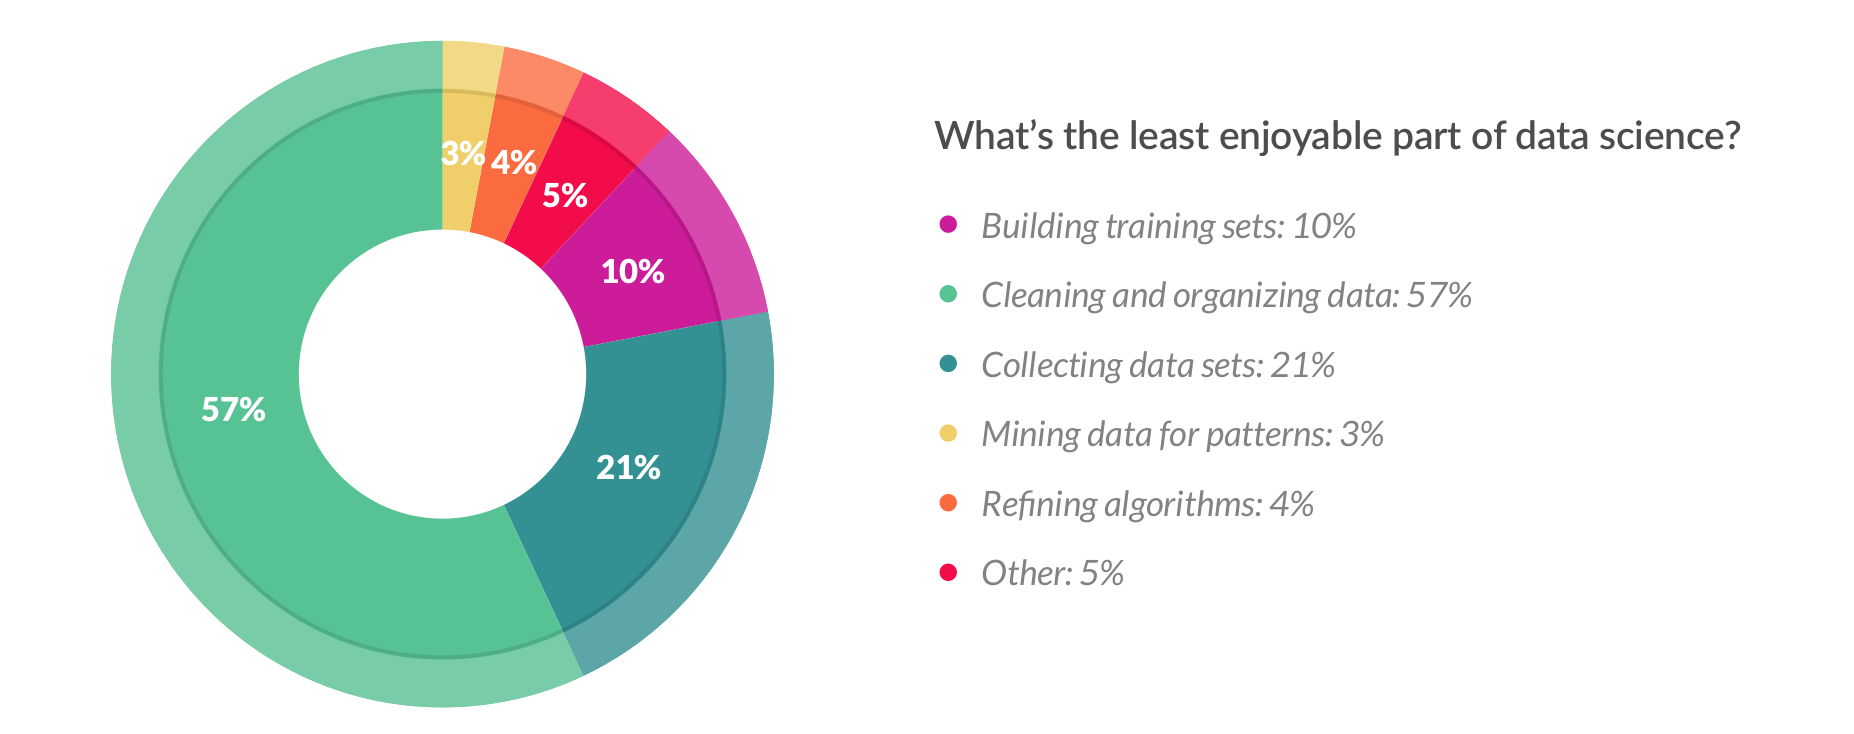 3%
4%
5%
10%
57%
21%
What’s the least enjoyable part of data science?
Building training sets: 10%
Cleaning and organizing data: 57%
Collecting data sets: 21%
Mining data for patterns: 3%
Refining algorithms: 4%
Other: 5%